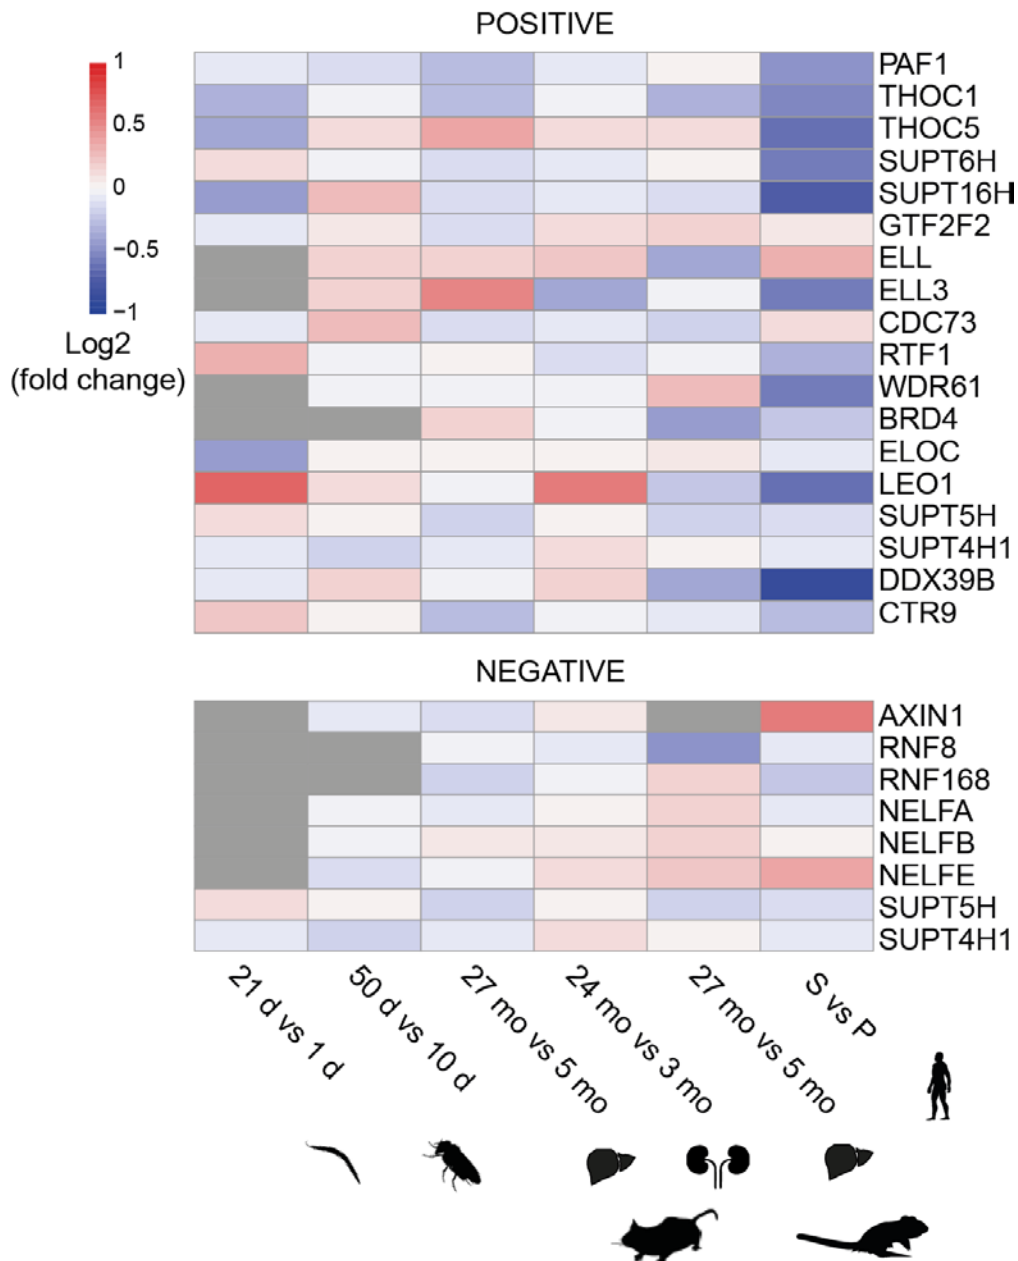 POSITIVE
1
0.5
0
−0.5
−1
Log2
(fold change)
PAF1
THOC1
THOC5
SUPT6H
SUPT16H
GTF2F2
ELL
ELL3
CDC73
RTF1
WDR61
BRD4
ELOC
LEO1
SUPT5H
SUPT4H1
DDX39B
CTR9
NEGATIVE
AXIN1
RNF8
RNF168
NELFA
NELFB
NELFE
SUPT5H
SUPT4H1
21 d vs 1 d
50 d vs 10 d
27 mo vs 5 mo
24 mo vs 3 mo
27 mo vs 5 mo
S vs P